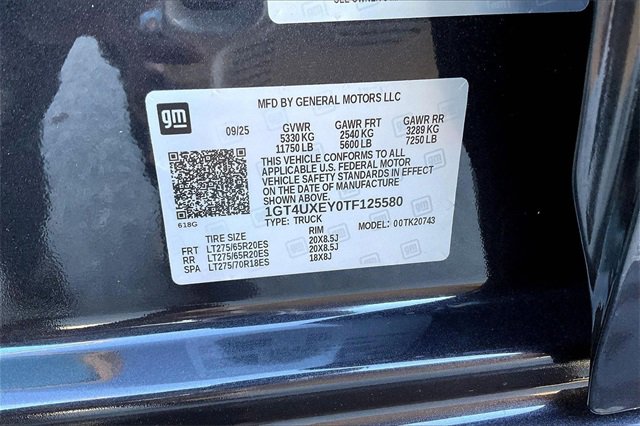 MFD BY GENERAL MOTORS LLC
gm
09/25 GVWR GAWR FRT GAWR RR
5330 KG 2540 KG 3289 KG
11750 LB 5600 LB 7250 LB
THIS VEHICLE CONFORMS TO ALL
APPLICABLE U.S. FEDERAL MOTOR
VEHICLE SAFETY STANDARDS IN EFFECT
ON THE DATE OF MANUFACTURE
SHOWN ABOVE.
1GT4UXEY0TF125580
618G TYPE: TRUCK MODEL: 00TK20743
TIRE SIZE RIM
FRT LT275/65R20ES 20X8.5J
RR LT275/65R20ES 20X8.5J
SPA LT275/70R18ES 18X8J